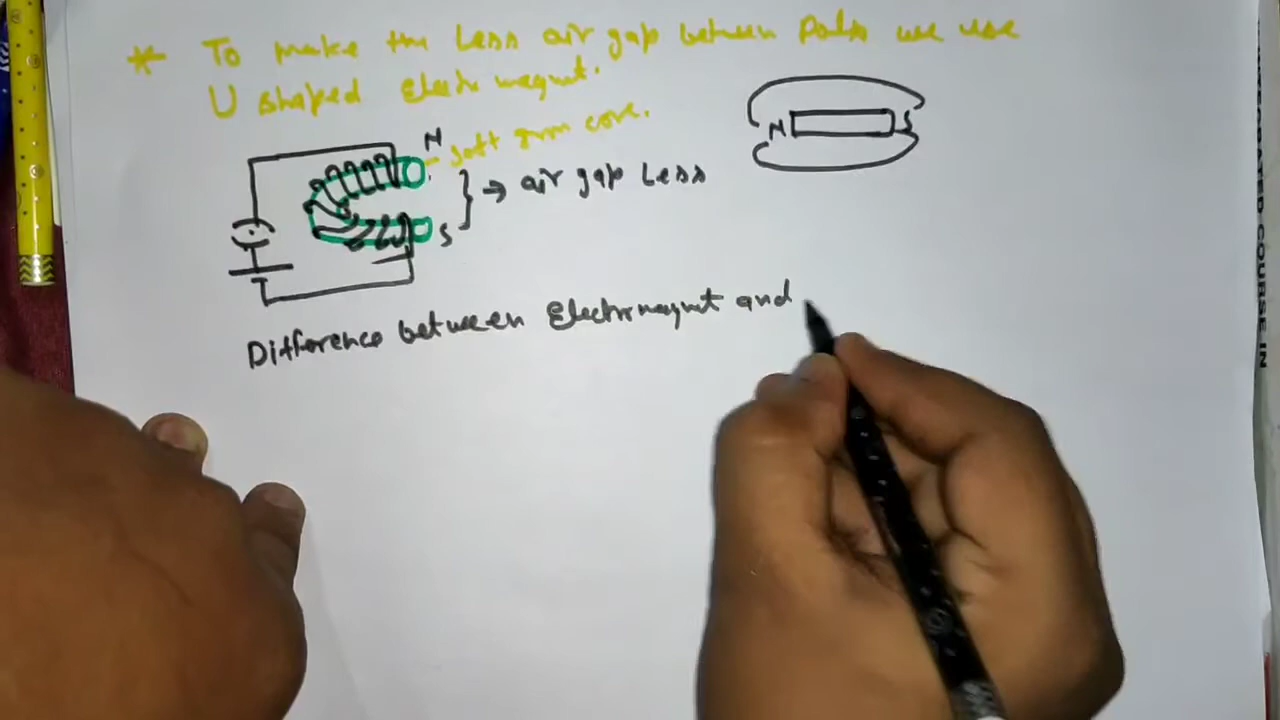 * To make the Less air gap between Poles we use
U shaped Electromagnet.
N
soft iron core.
N S
} → air gap Less
S
Difference between Electromagnet and